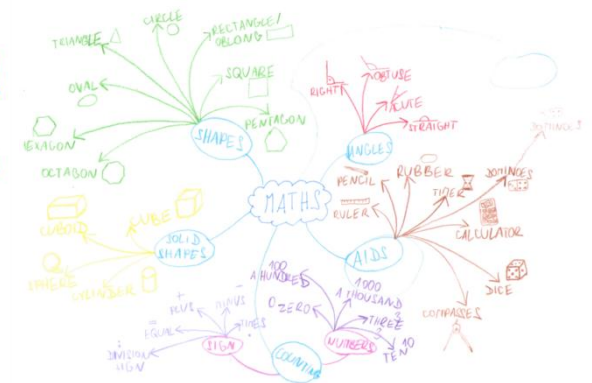 CIRCLE
TRIANGLE
RECTANGLE/
OBLONG
OVAL
SQUARE
HEXAGON
PENTAGON
OCTAGON
SHAPES
RIGHT
OBTUSE
ACUTE
STRAIGHT
ANGLES
DOMINOES
MATHS
PENCIL
RUBBER
TIMER
DOMINOES
RULER
CALCULATOR
AIDS
DICE
COMPASSES
CUBOID
CUBE
SPHERE
CYLINDER
SOLID
SHAPES
100
A HUNDRED
0 ZERO
1000
A THOUSAND
THREE 3
10
TEN
NUMBERS
+
PLUS
-
MINUS
=
EQUAL
TIMES
DIVISION
SIGN
SIGN
COUNTING